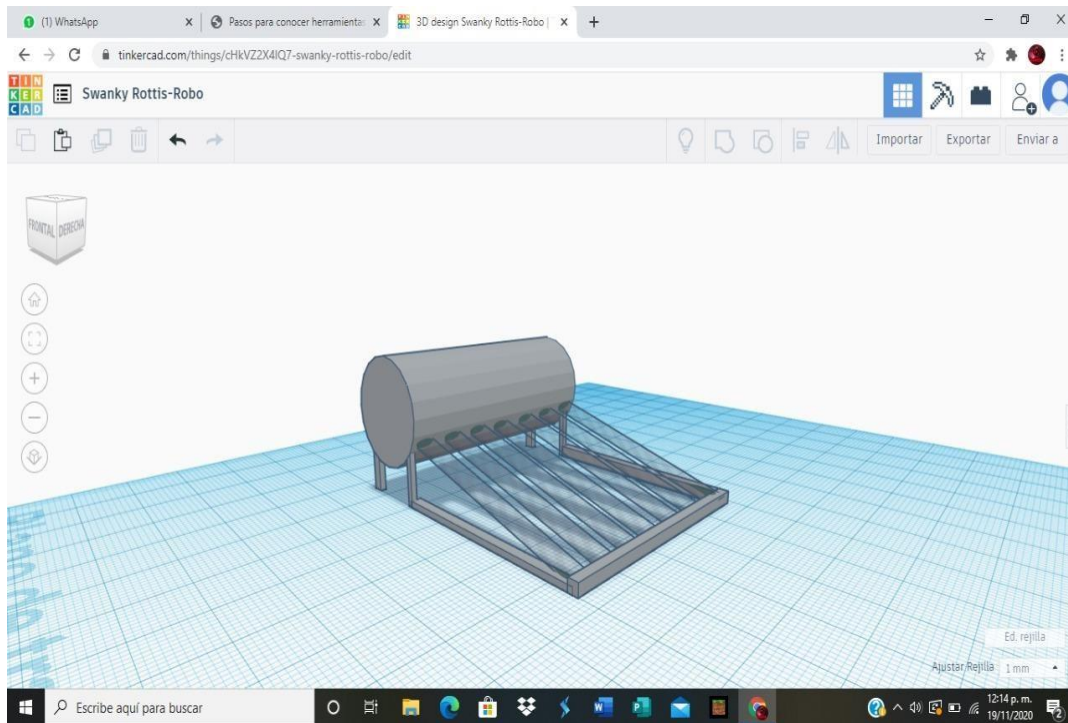 (1) WhatsApp
Pasos para conocer herramientas
3D design Swanky Rottis-Robo |
tinkercad.com/things/cHkVZ2X4IQ7-swanky-rottis-robo/edit
TIN
KER
CAD
Swanky Rottis-Robo
Importar
Exportar
Enviar a
FRONTAL
DERECHA
Ed. rejilla
Ajustar Rejilla 1 mm
Escribe aquí para buscar
12:14 p. m.
19/11/2020
2